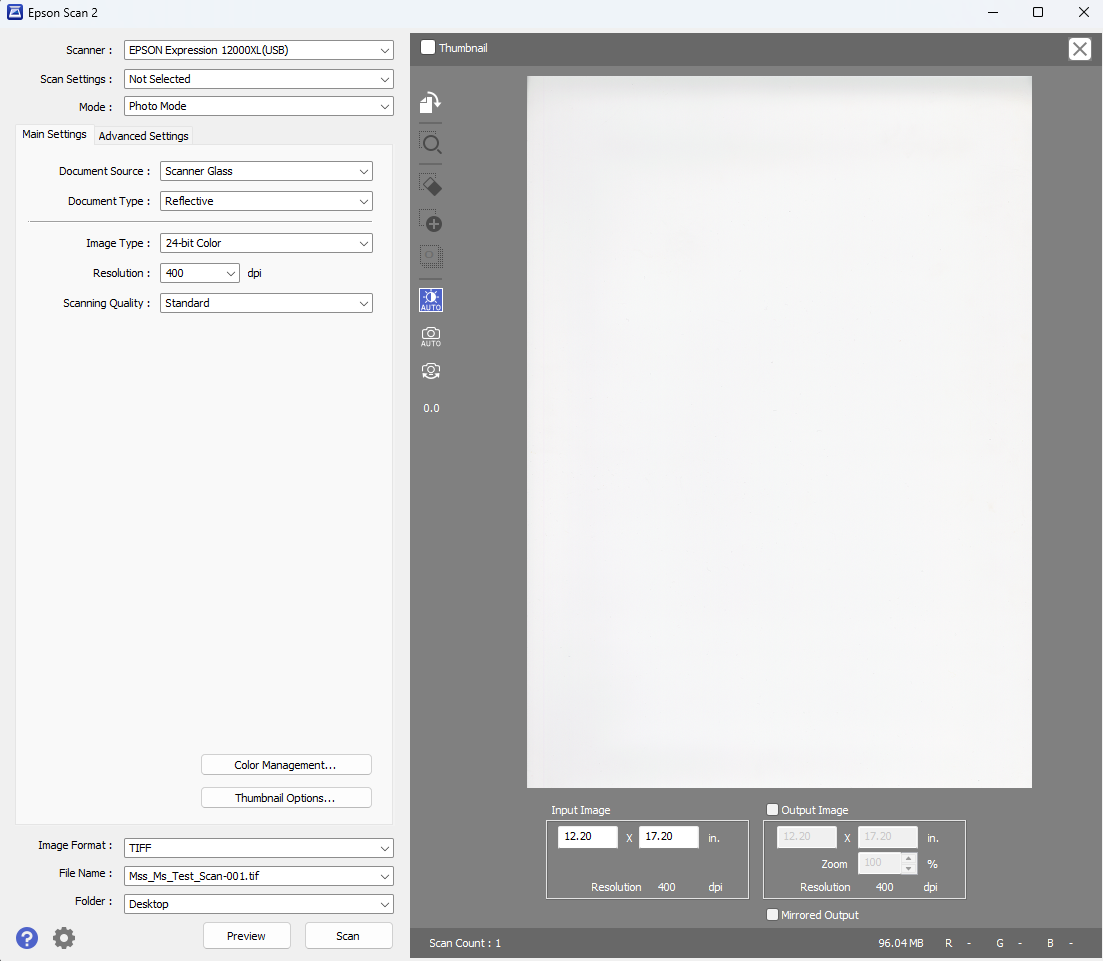 Epson Scan 2
Scanner : EPSON Expression 12000XL(USB)
Scan Settings : Not Selected
Mode : Photo Mode
Main Settings Advanced Settings
Document Source : Scanner Glass
Document Type : Reflective
Image Type : 24-bit Color
Resolution : 400 dpi
Scanning Quality : Standard
Color Management...
Thumbnail Options...
Image Format : TIFF
File Name : Mss_Ms_Test_Scan-001.tif
Folder : Desktop
? Preview Scan
Thumbnail
AUTO
AUTO
0.0
Input Image
12.20 X 17.20 in.
Resolution 400 dpi
Output Image
12.20 X 17.20 in.
Zoom 100 %
Resolution 400 dpi
Mirrored Output
Scan Count : 1 96.04 MB R - G - B -